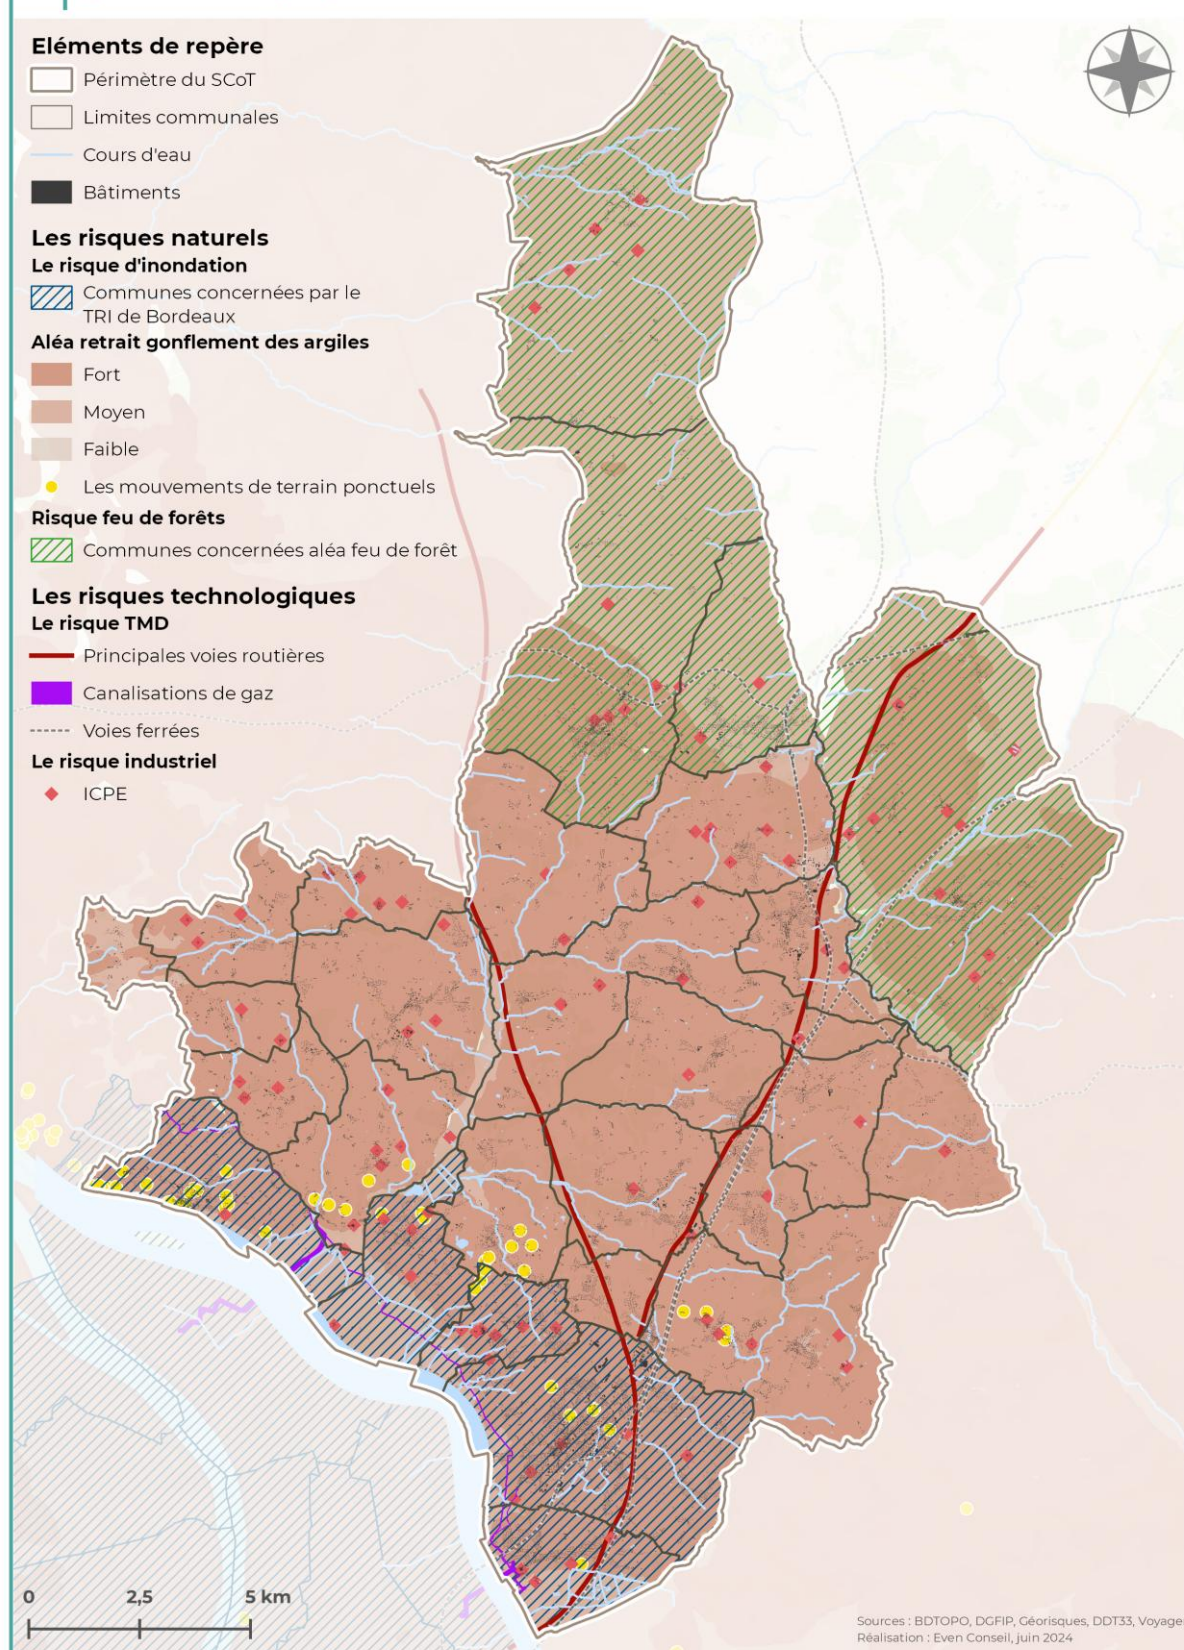 Eléments de repère
Périmètre du SCoT
Limites communales
Cours d'eau
Bâtiments
Les risques naturels
Le risque d'inondation
Communes concernées par le
TRI de Bordeaux
Aléa retrait gonflement des argiles
Fort
Moyen
Faible
Les mouvements de terrain ponctuels
Risque feu de forêts
Communes concernées aléa feu de forêt
Les risques technologiques
Le risque TMD
Principales voies routières
Canalisations de gaz
Voies ferrées
Le risque industriel
ICPE
0 2,5 5 km
Sources : BDTOPO, DGFIP, Géorisques, DDT33, Voyage
Réalisation : Even Conseil, juin 2024